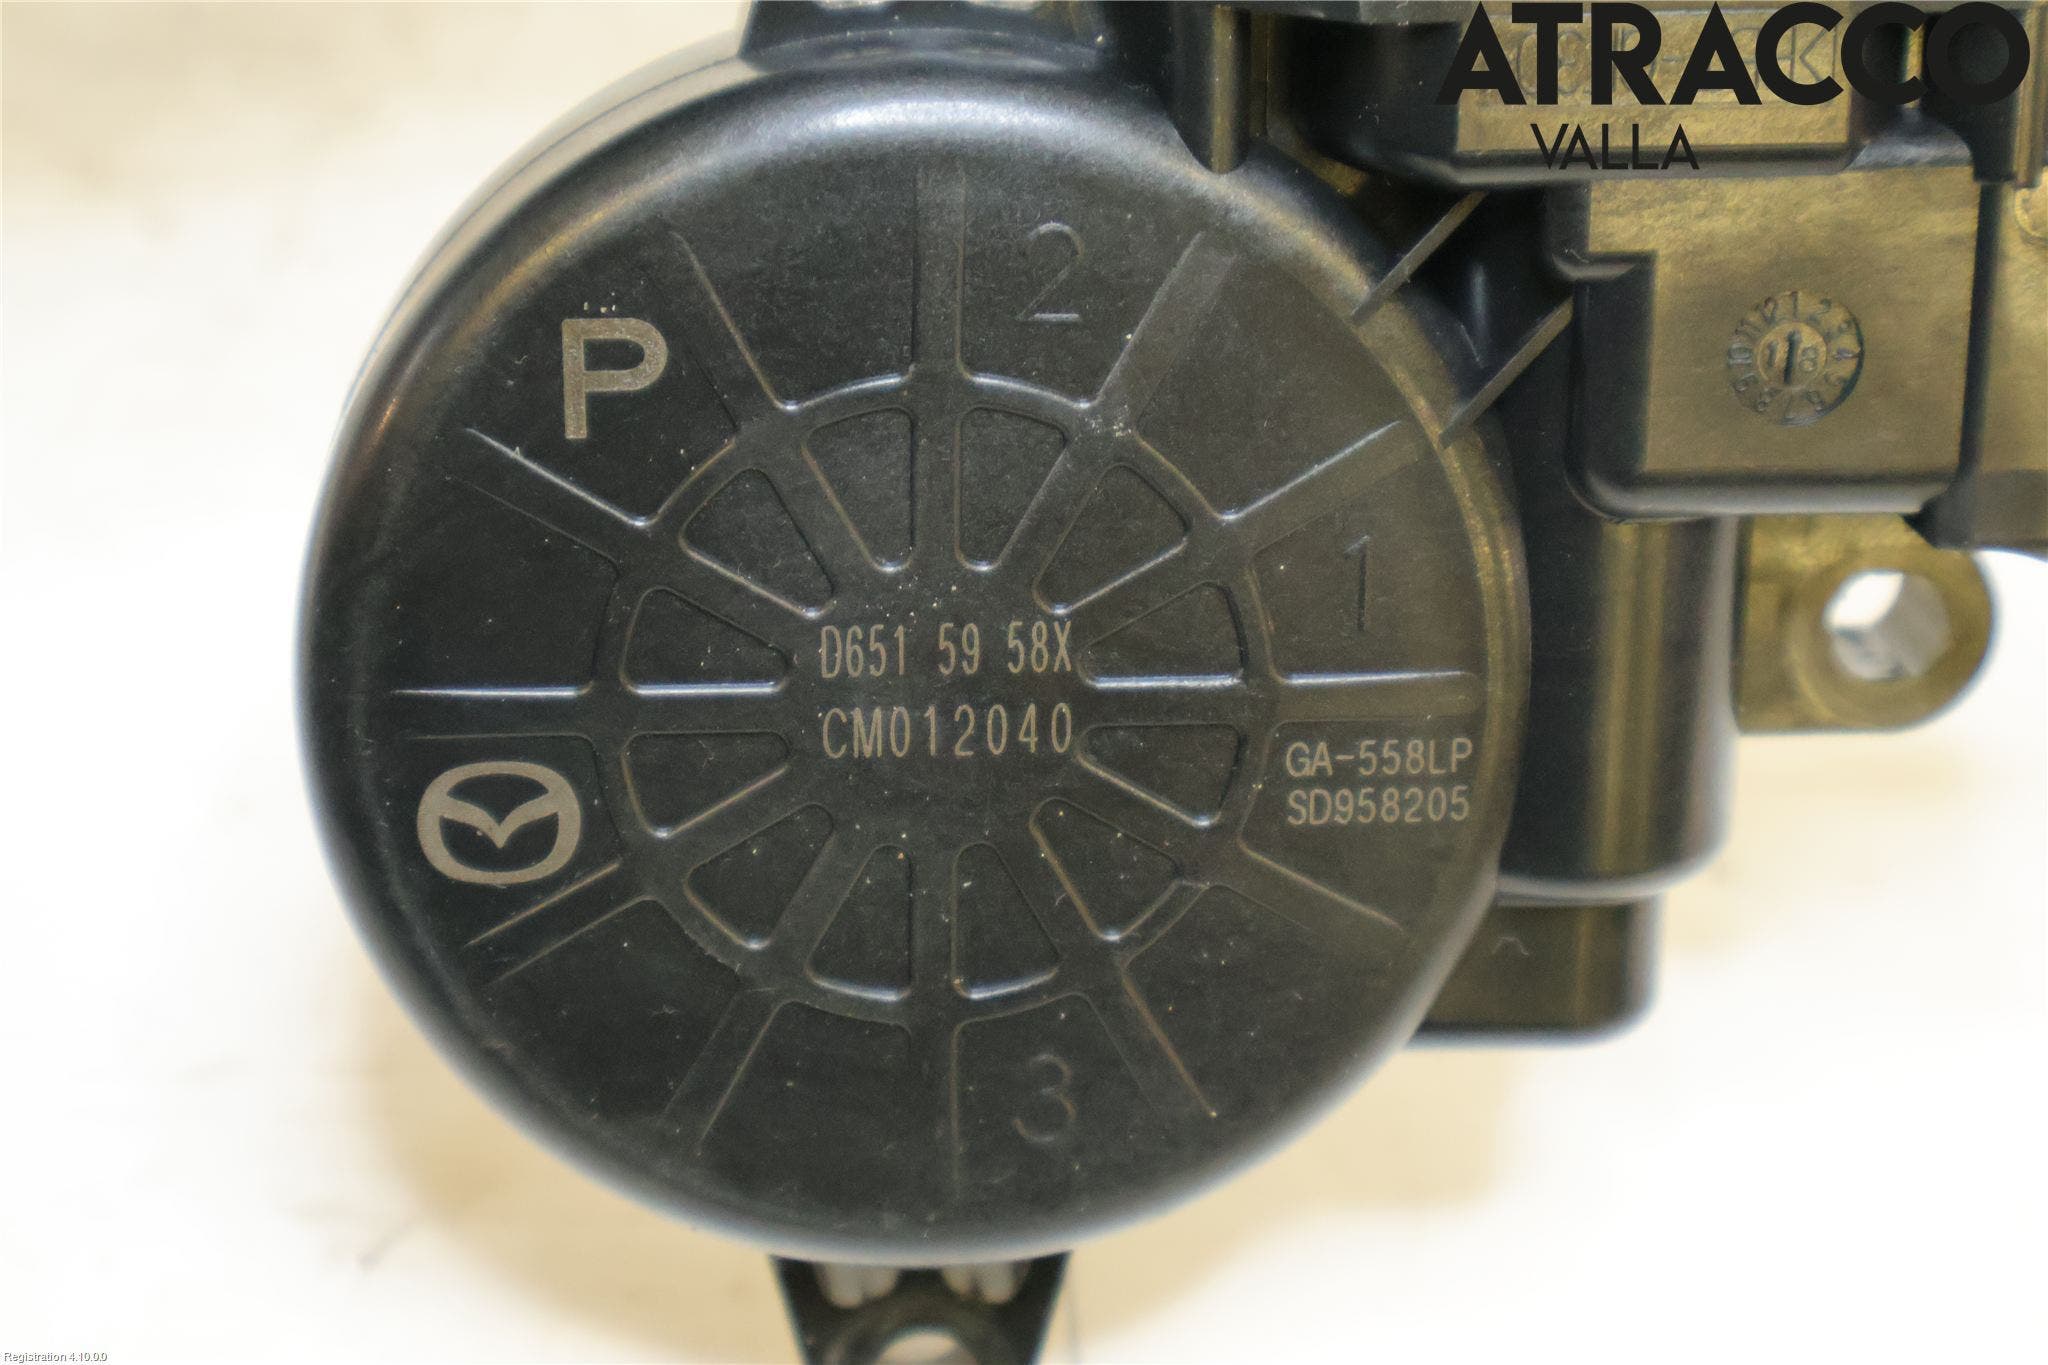 ATRACCO
VALLA
2
P
1
D651 59 58X
CM012040
GA-558LP
SD958205
3
Registration 4.10.0.0